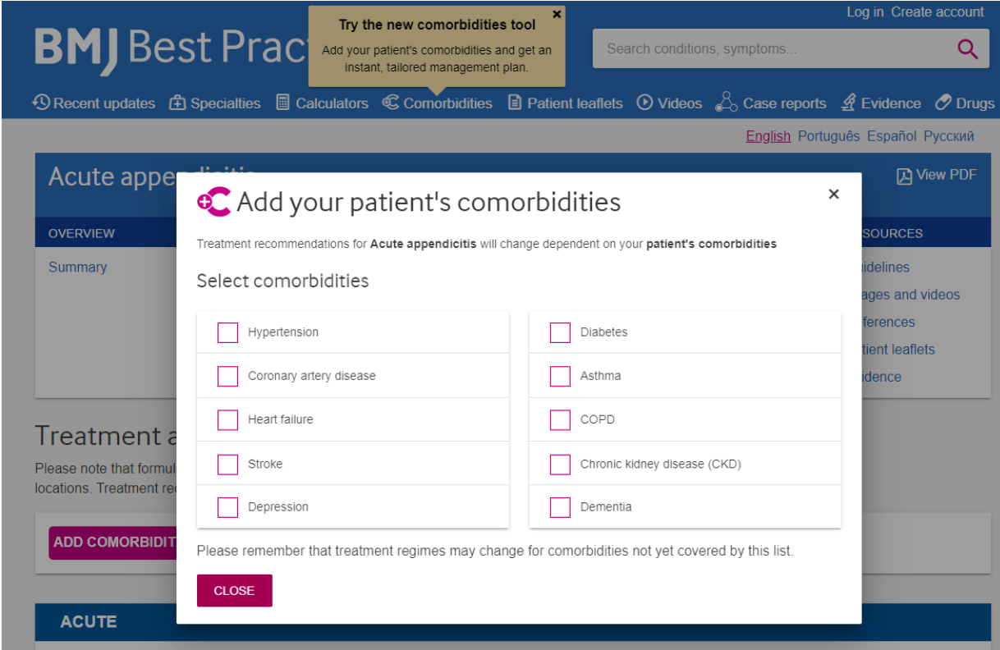 Log in Create account
Try the new comorbidities tool
Add your patient's comorbidities and get an
instant, tailored management plan.
BMJ Best Prac
Search conditions, symptoms...
Recent updates Specialties Calculators Comorbidities Patient leaflets Videos Case reports Evidence Drugs
English Português Español Русский
Acute appendicitis
View PDF
OVERVIEW
SOURCES
Summary
idelines
ages and videos
ferences
tient leaflets
idence
Add your patient's comorbidities
Treatment recommendations for Acute appendicitis will change dependent on your patient's comorbidities
Select comorbidities
Hypertension
Diabetes
Coronary artery disease
Asthma
Heart failure
COPD
Stroke
Chronic kidney disease (CKD)
Depression
Dementia
Please remember that treatment regimes may change for comorbidities not yet covered by this list.
CLOSE
Treatment a
Please note that formul
locations. Treatment re
ADD COMORBIDIT
ACUTE